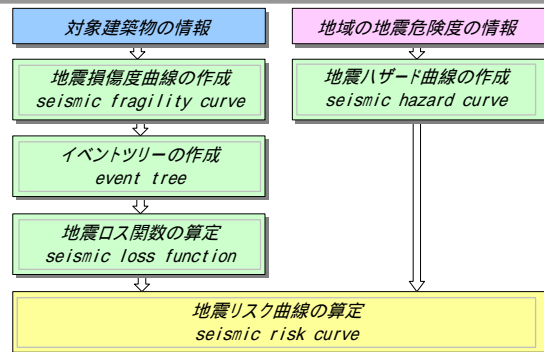 対象建築物の情報
地域の地震危険度の情報
地震損傷度曲線の作成
seismic fragility curve
地震ハザード曲線の作成
seismic hazard curve
イベントツリーの作成
event tree
地震ロス関数の算定
seismic loss function
地震リスク曲線の算定
seismic risk curve